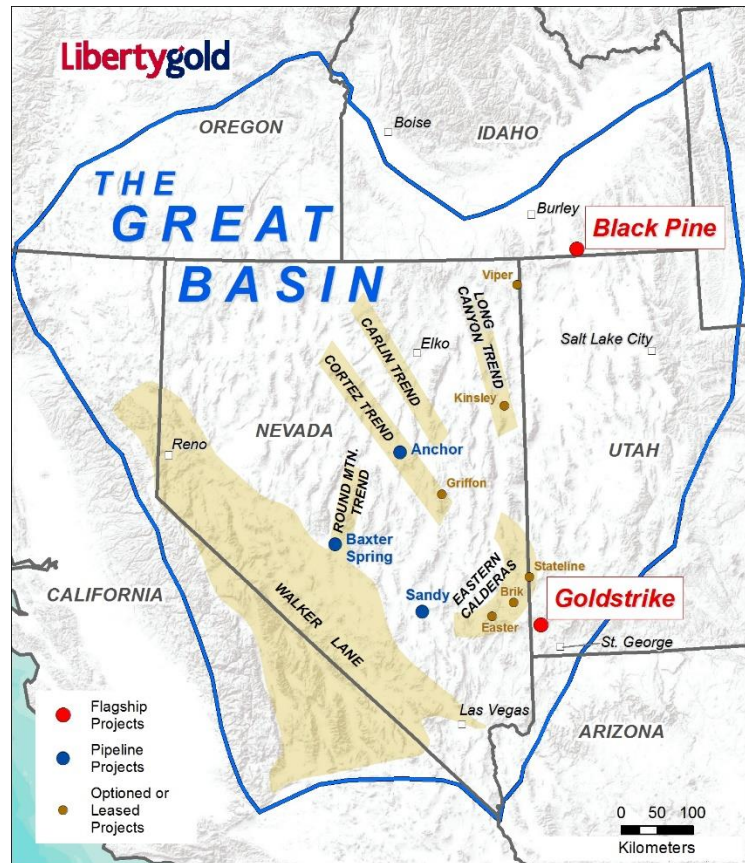 Libertygold
OREGON
Boise
IDAHO
THE
GREAT
BASIN
Burley
Black Pine
Viper
LONG
CANYON TREND
CARLIN TREND
Elko
Salt Lake City
CORTEZ TREND
Kinsley
NEVADA
Reno
Anchor
UTAH
Griffon
ROUND MTN.
TREND
Baxter
Spring
Stateline
EASTERN
CALDERAS
Sandy
Brik
Goldstrike
Easter
CALIFORNIA
WALKER
LANE
St. George
Las Vegas
ARIZONA
Flagship
Projects
Pipeline
Projects
Optioned or
Leased
Projects
0 50 100
Kilometers